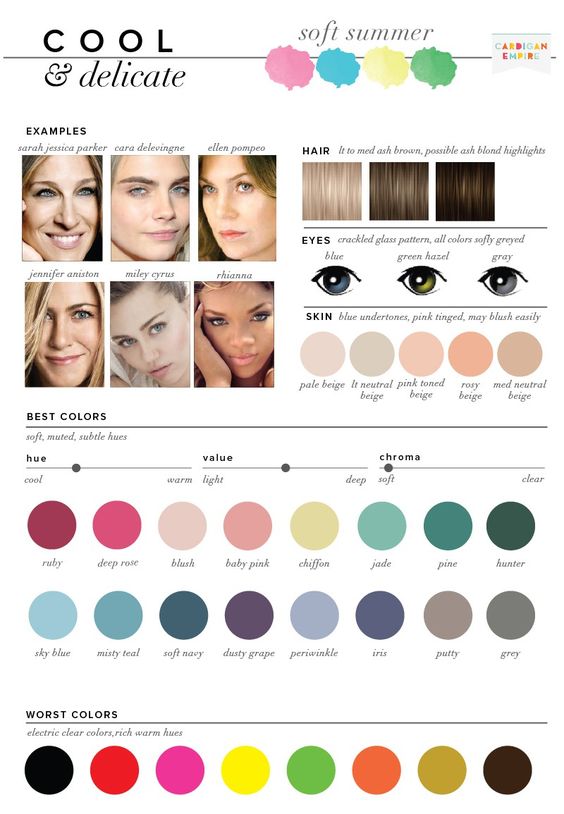 COOL
& delicate
soft summer
CARDIGAN
EMPIRE
EXAMPLES
sarah jessica parker cara delevingne ellen pompeo
jennifer aniston miley cyrus rhianna
HAIR lt to med ash brown, possible ash blond highlights
EYES crackled glass pattern, all colors sofly greyed
blue green hazel gray
SKIN blue undertones, pink tinged, may blush easily
pale beige lt neutral beige pink toned beige rosy beige med neutral beige
BEST COLORS
soft, muted, subtle hues
hue value chroma
cool warm light deep soft clear
ruby deep rose blush baby pink chiffon jade pine hunter
sky blue misty teal soft navy dusty grape periwinkle iris putty grey
WORST COLORS
electric clear colors,rich warm hues